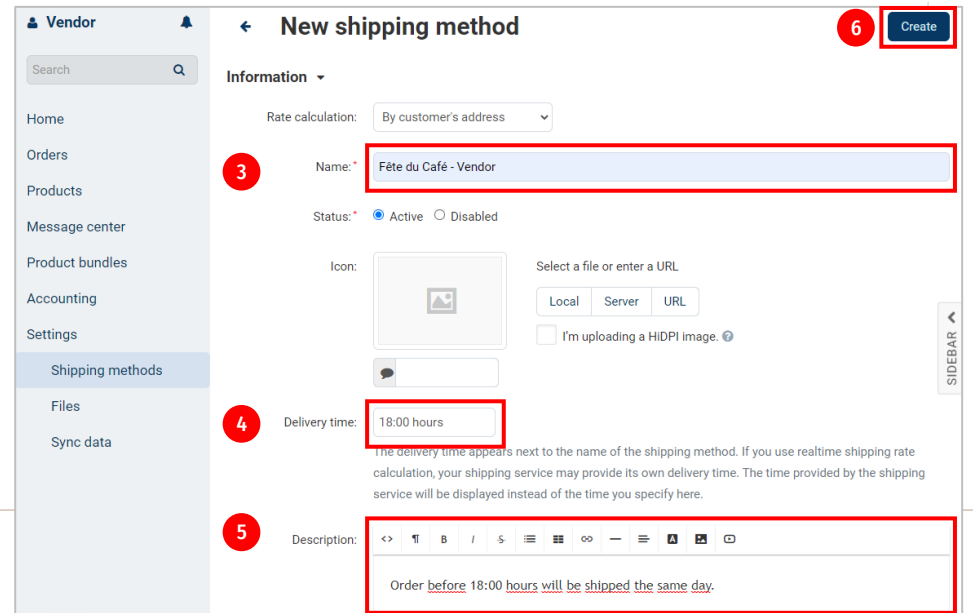 Vendor
New shipping method
6
Create
Search
Information
Home
Rate calculation: By customer's address
Orders
3
Name:* Fête du Café - Vendor
Products
Status:* Active Disabled
Message center
Product bundles
Icon: Select a file or enter a URL
Accounting
Local Server URL
Settings
I'm uploading a HiDPI image. ?
SIDEBAR
Shipping methods
Files
4
Delivery time: 18:00 hours
Sync data
The delivery time appears next to the name of the shipping method. If you use realtime shipping rate
calculation, your shipping service may provide its own delivery time. The time provided by the shipping
service will be displayed instead of the time you specify here.
5
Description: <> ¶ B I S A
Order before 18:00 hours will be shipped the same day.